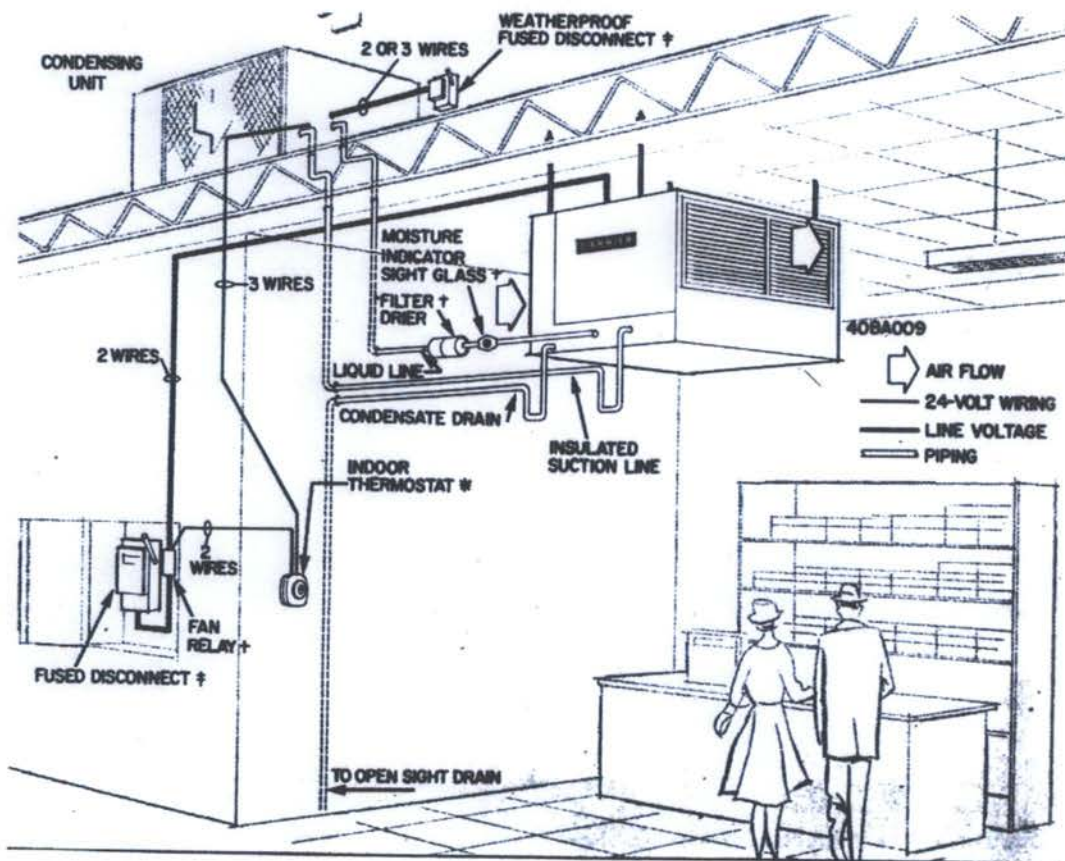 WEATHERPROOF
FUSED DISCONNECT ‡
2 OR 3 WIRES
CONDENSING
UNIT
MOISTURE
INDICATOR
SIGHT GLASS †
3 WIRES
FILTER †
DRIER
408A009
2 WIRES
LIQUID LINE
AIR FLOW
24-VOLT WIRING
CONDENSATE DRAIN
LINE VOLTAGE
INSULATED
SUCTION LINE
PIPING
INDOOR
THERMOSTAT *
2
WIRES
FAN
RELAY †
FUSED DISCONNECT ‡
TO OPEN SIGHT DRAIN